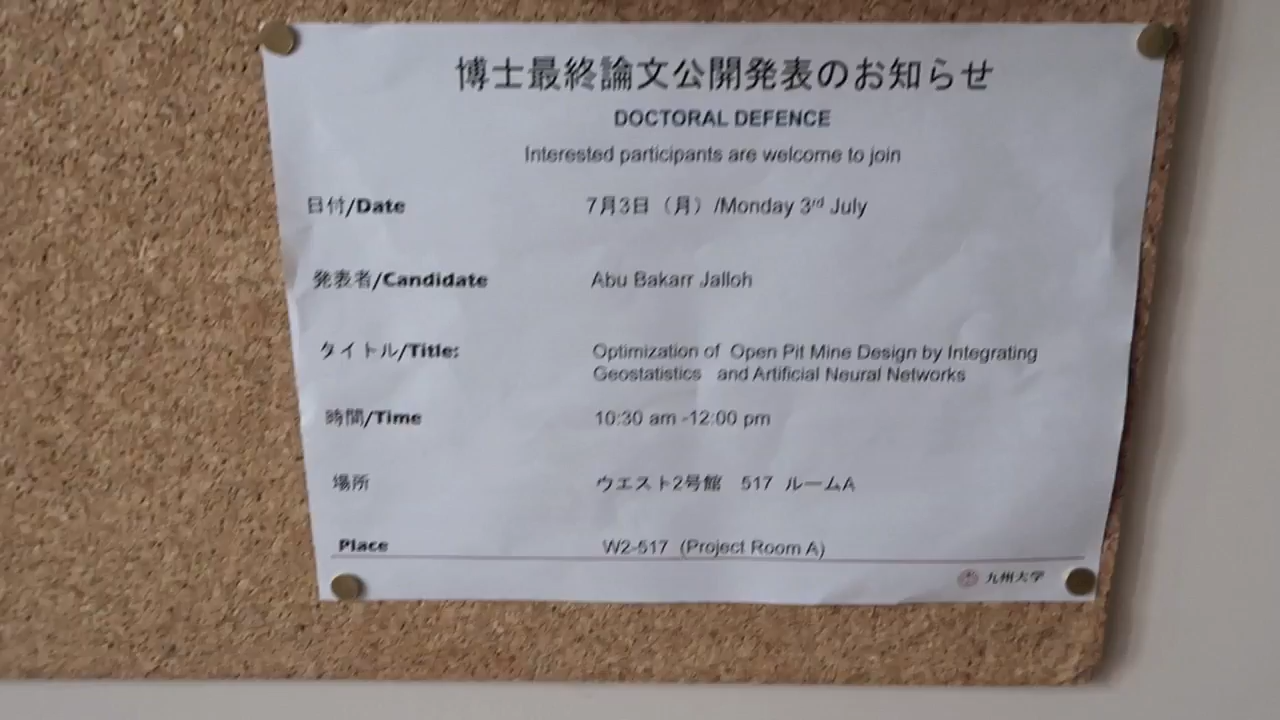 博士最終論文公開発表のお知らせ
DOCTORAL DEFENCE
Interested participants are welcome to join
日付/Date 7月3日（月）/Monday 3rd July
発表者/Candidate Abu Bakarr Jalloh
タイトル/Title: Optimization of Open Pit Mine Design by Integrating
Geostatistics and Artificial Neural Networks
時間/Time 10:30 am -12:00 pm
場所 ウエスト2号館 517 ルームA
Place W2-517 (Project Room A)
九州大学